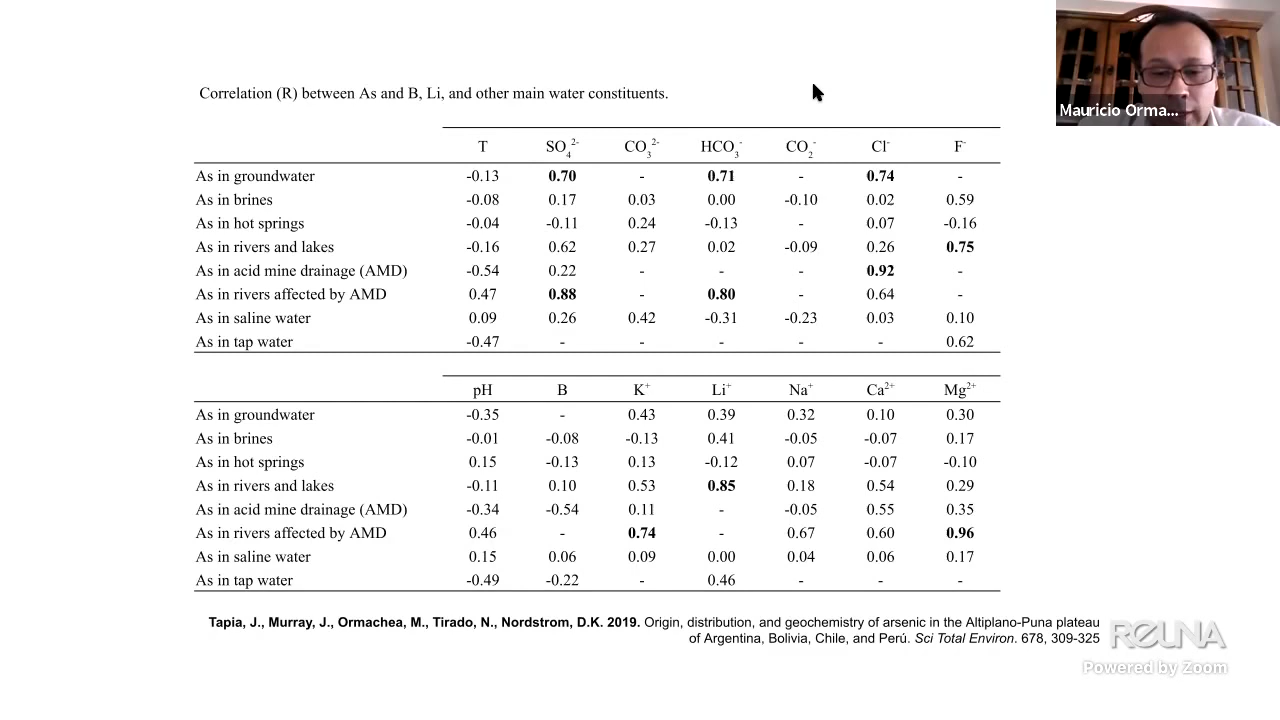 Correlation (R) between As and B, Li, and other main water constituents.
T SO₄²⁻ CO₃²⁻ HCO₃⁻ CO₂⁻ Cl⁻ F⁻
As in groundwater -0.13 0.70 - 0.71 - 0.74 -
As in brines -0.08 0.17 0.03 0.00 -0.10 0.02 0.59
As in hot springs -0.04 -0.11 0.24 -0.13 - 0.07 -0.16
As in rivers and lakes -0.16 0.62 0.27 0.02 -0.09 0.26 0.75
As in acid mine drainage (AMD) -0.54 0.22 - - - 0.92 -
As in rivers affected by AMD 0.47 0.88 - 0.80 - 0.64 -
As in saline water 0.09 0.26 0.42 -0.31 -0.23 0.03 0.10
As in tap water -0.47 - - - - - 0.62
pH B K⁺ Li⁺ Na⁺ Ca²⁺ Mg²⁺
As in groundwater -0.35 - 0.43 0.39 0.32 0.10 0.30
As in brines -0.01 -0.08 -0.13 0.41 -0.05 -0.07 0.17
As in hot springs 0.15 -0.13 0.13 -0.12 0.07 -0.07 -0.10
As in rivers and lakes -0.11 0.10 0.53 0.85 0.18 0.54 0.29
As in acid mine drainage (AMD) -0.34 -0.54 0.11 - -0.05 0.55 0.35
As in rivers affected by AMD 0.46 - 0.74 - 0.67 0.60 0.96
As in saline water 0.15 0.06 0.09 0.00 0.04 0.06 0.17
As in tap water -0.49 -0.22 - 0.46 - - -
Tapia, J., Murray, J., Ormachea, M., Tirado, N., Nordstrom, D.K. 2019. Origin, distribution, and geochemistry of arsenic in the Altiplano-Puna plateau
of Argentina, Bolivia, Chile, and Perú. Sci Total Environ. 678, 309-325
Mauricio Orma...
REUNA
Powered by Zoom